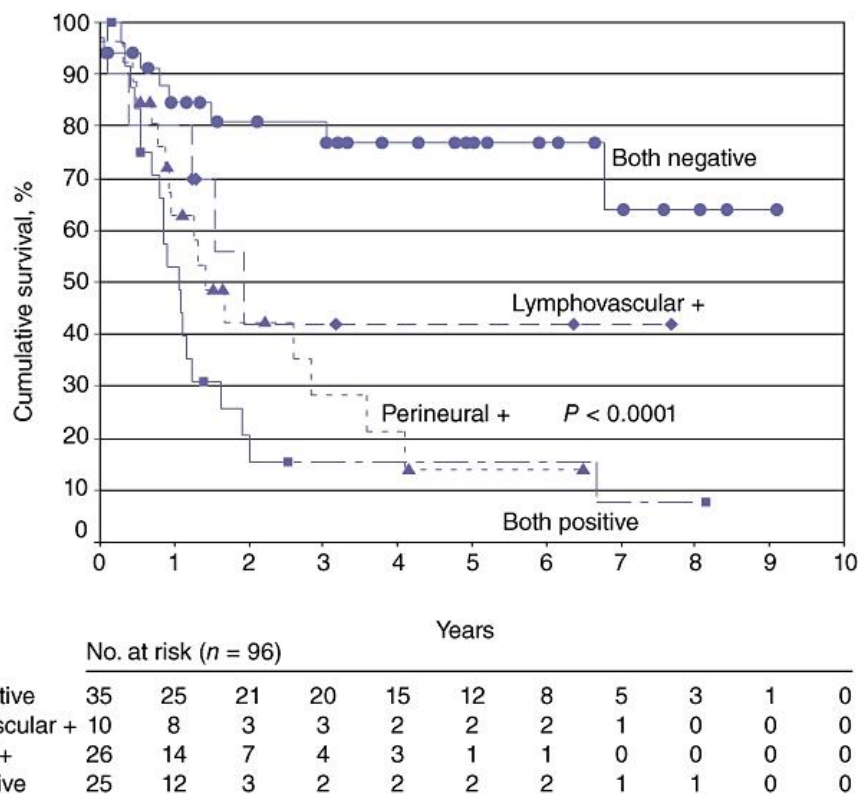 100
90
80
70
60
50
40
30
20
10
0
Cumulative survival, %
Both negative
Lymphovascular +
Perineural + P < 0.0001
Both positive
0 1 2 3 4 5 6 7 8 9 10
Years
No. at risk (n = 96)
tive 35 25 21 20 15 12 8 5 3 1 0
scular + 10 8 3 3 2 2 2 1 0 0 0
+ 26 14 7 4 3 1 1 0 0 0 0
ive 25 12 3 2 2 2 2 1 1 0 0